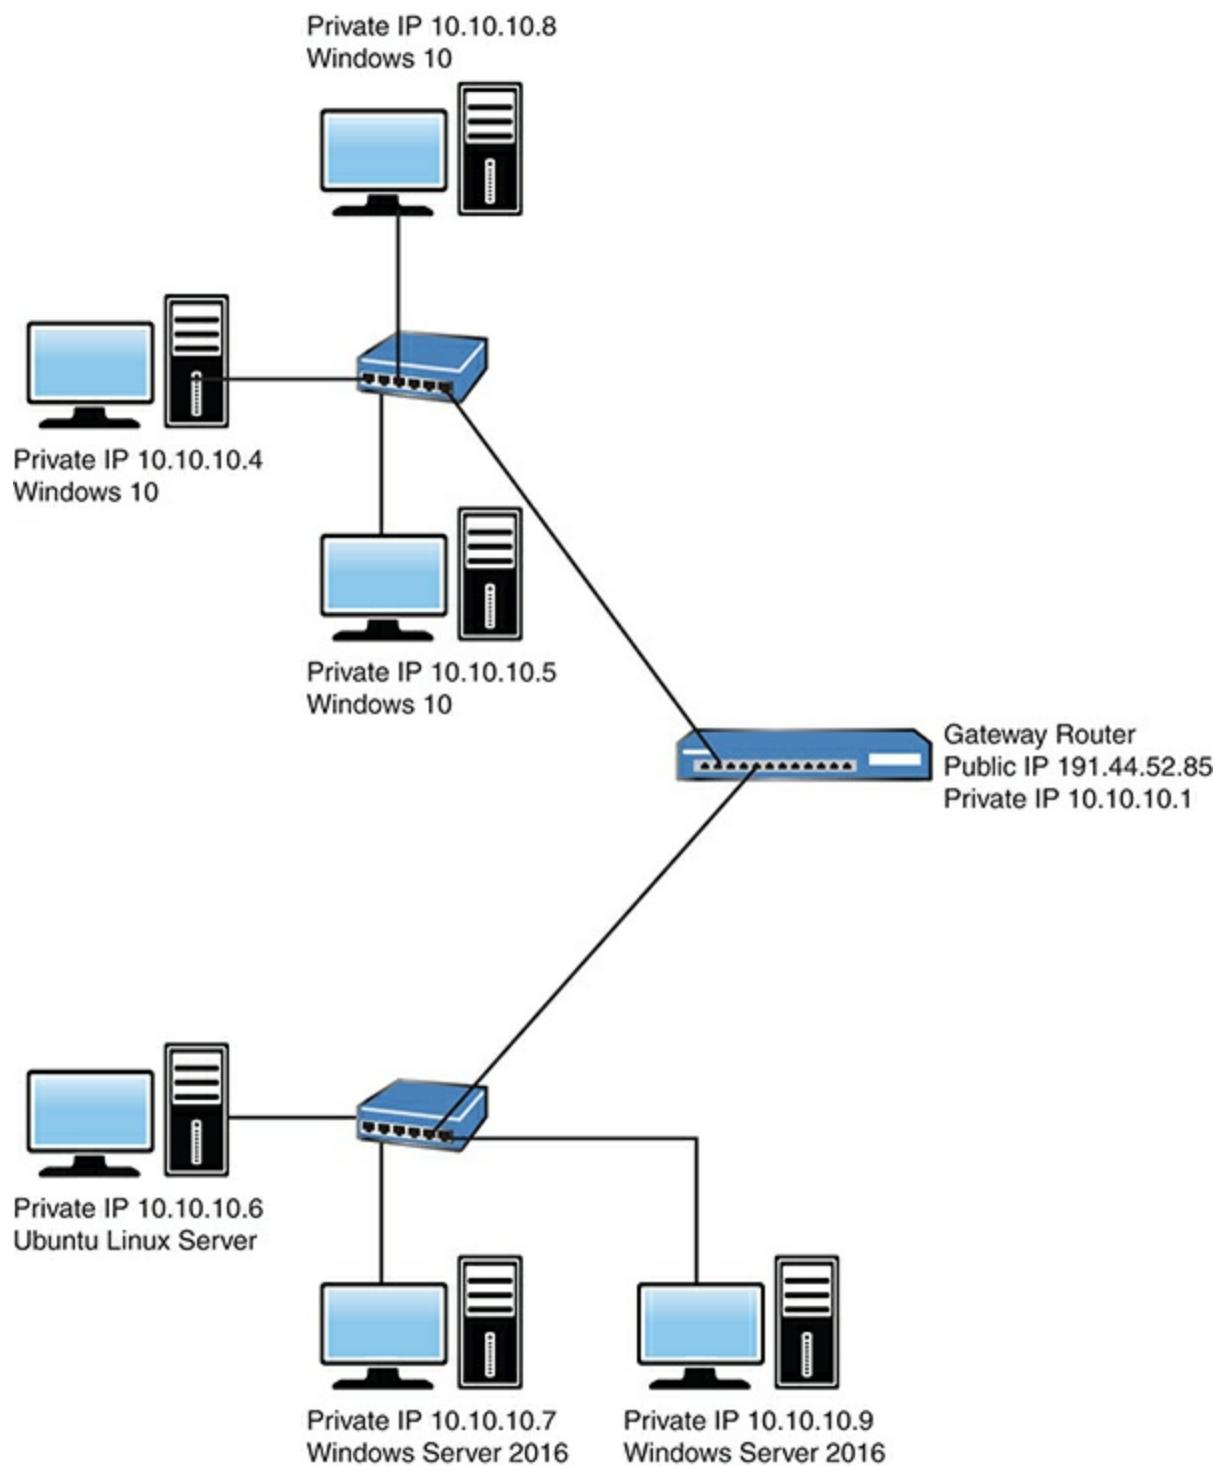 Private IP 10.10.10.8
Windows 10
Private IP 10.10.10.4
Windows 10
Private IP 10.10.10.5
Windows 10
Gateway Router
Public IP 191.44.52.85
Private IP 10.10.10.1
Private IP 10.10.10.6
Ubuntu Linux Server
Private IP 10.10.10.7
Windows Server 2016
Private IP 10.10.10.9
Windows Server 2016